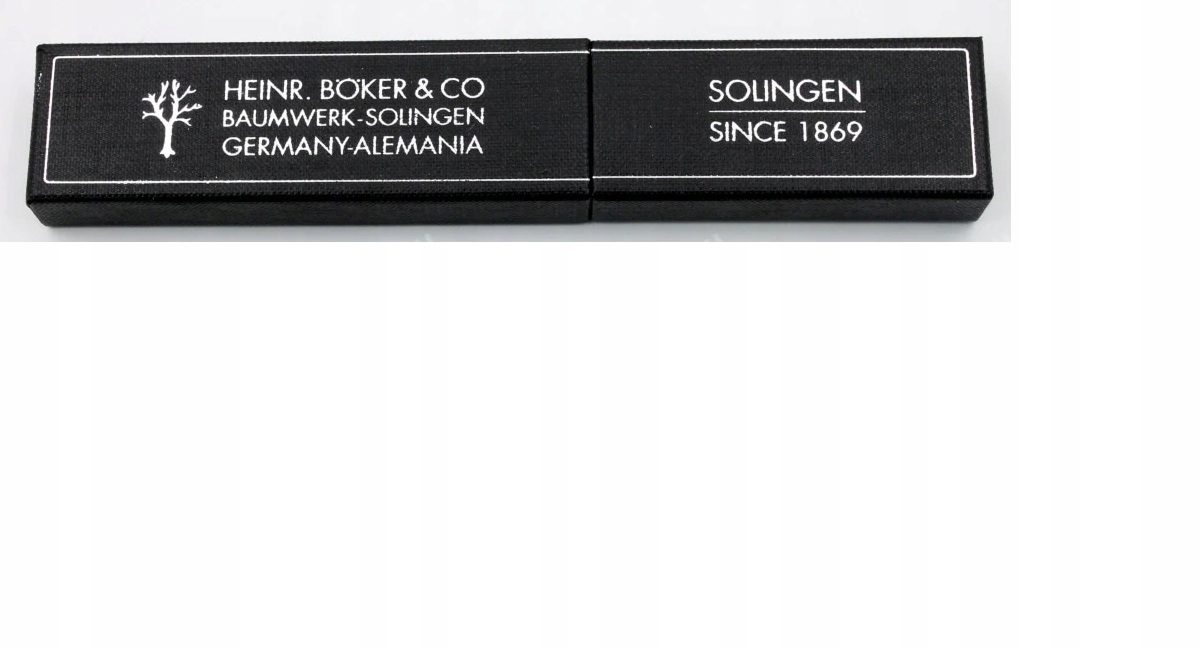 HEINR. BÖKER & CO
BAUMWERK-SOLINGEN
GERMANY-ALEMANIA
SOLINGEN
SINCE 1869